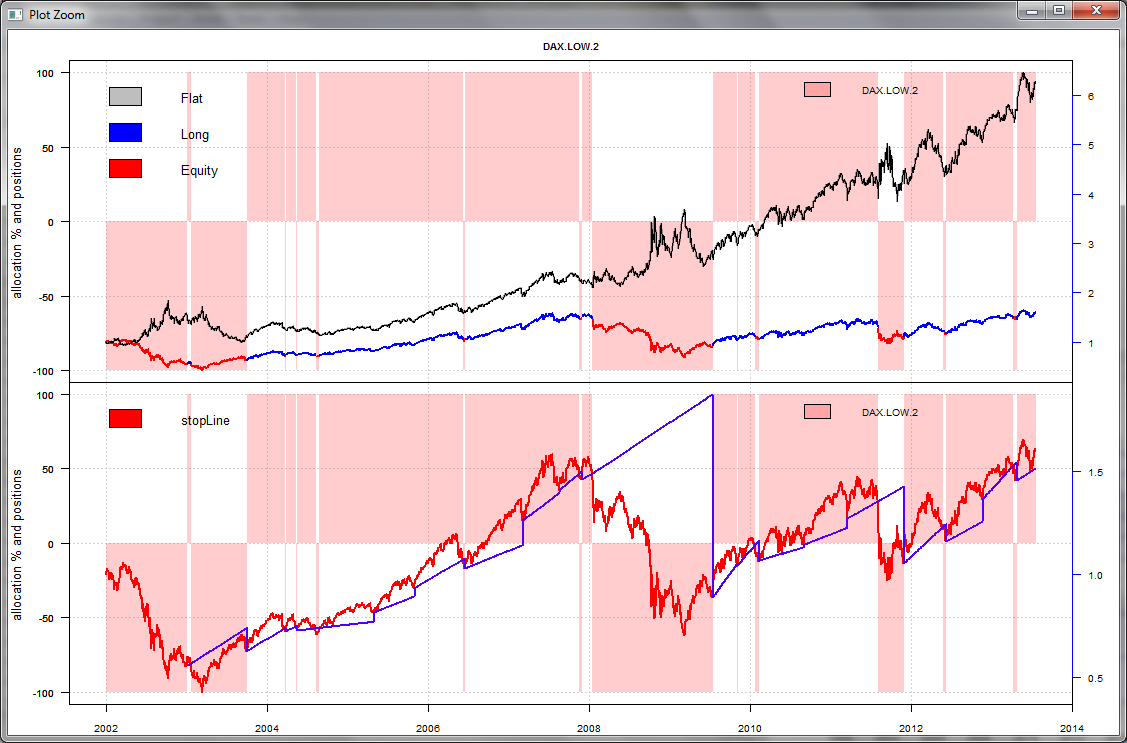 Plot Zoom
DAX.LOW.2
allocation % and positions
100
50
0
-50
-100
Flat
Long
Equity
DAX.LOW.2
6
5
4
3
2
1
allocation % and positions
100
50
0
-50
-100
stopLine
DAX.LOW.2
1.5
1.0
0.5
2002 2004 2006 2008 2010 2012 2014